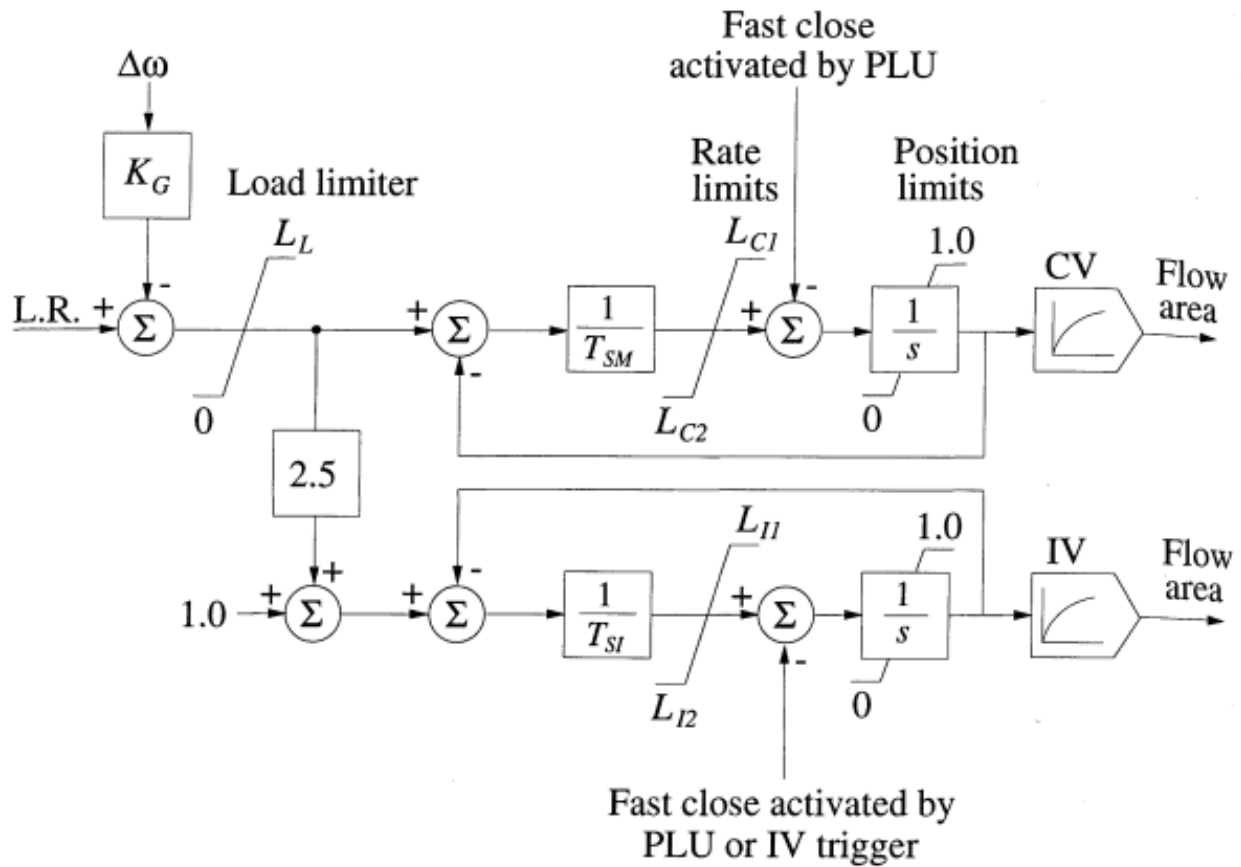 Fast close
activated by PLU
Δω
K_G
Load limiter
Rate
limits
Position
limits
L_L
L_C1
1.0
CV
Flow
area
L.R.
+
-
Σ
+
Σ
-
1
T_SM
+
-
Σ
1
s
0
L_C2
0
2.5
L_I1
1.0
IV
Flow
area
1.0
+
+
Σ
+
-
Σ
1
T_SI
+
Σ
-
1
s
L_I2
0
Fast close activated by
PLU or IV trigger